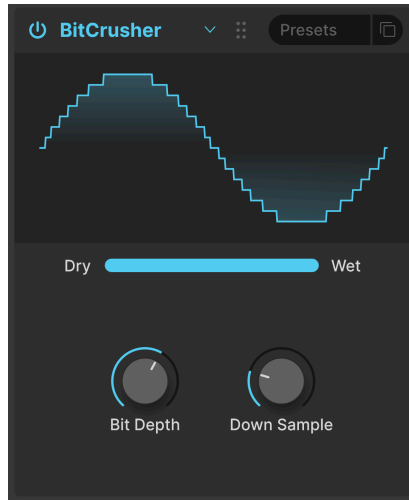 BitCrusher
Presets
Dry
Wet
Bit Depth
Down Sample